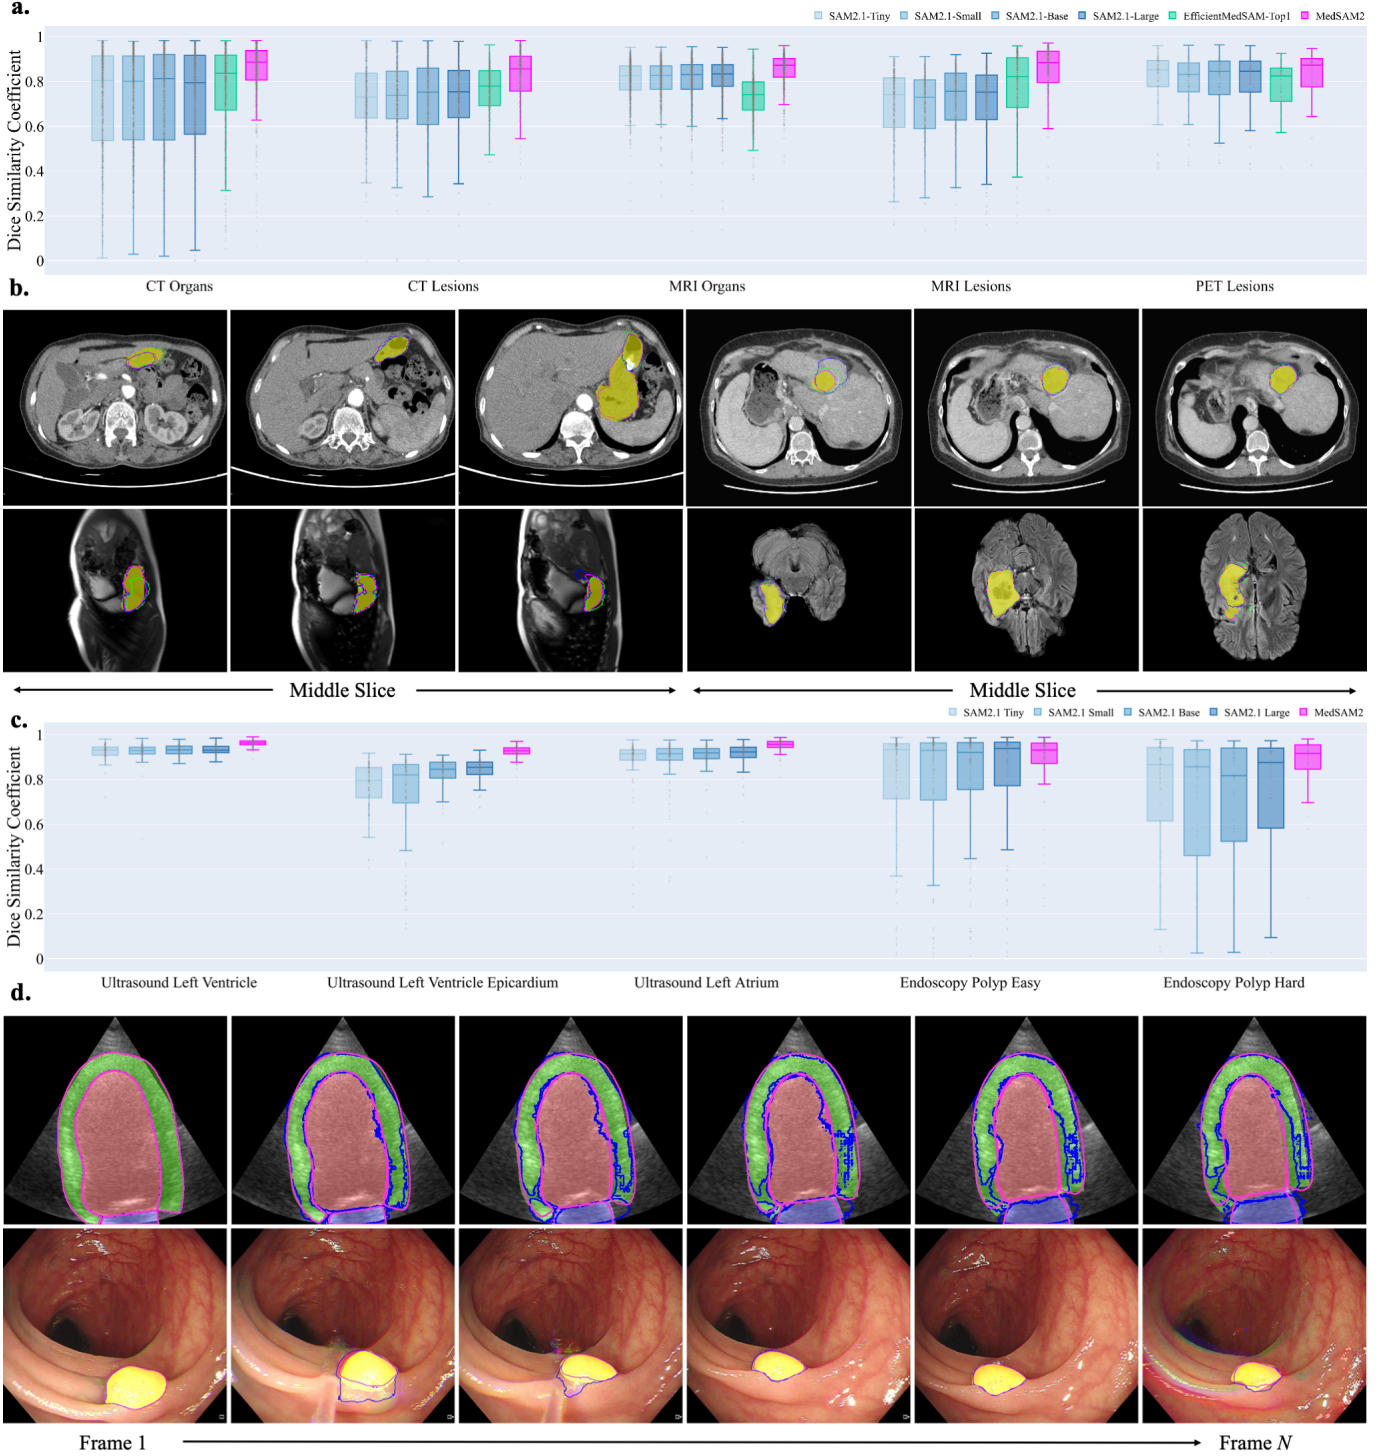 a.
SAM2.1-Tiny SAM2.1-Small SAM2.1-Base SAM2.1-Large EfficientMedSAM-Top1 MedSAM2
Dice Similarity Coefficient
1
0.8
0.6
0.4
0.2
0
CT Organs CT Lesions MRI Organs MRI Lesions PET Lesions
b.
Middle Slice Middle Slice
c.
SAM2.1 Tiny SAM2.1 Small SAM2.1 Base SAM2.1 Large MedSAM2
Dice Similarity Coefficient
1
0.8
0.6
0.4
0.2
0
Ultrasound Left Ventricle Ultrasound Left Ventricle Epicardium Ultrasound Left Atrium Endoscopy Polyp Easy Endoscopy Polyp Hard
d.
Frame 1 Frame N